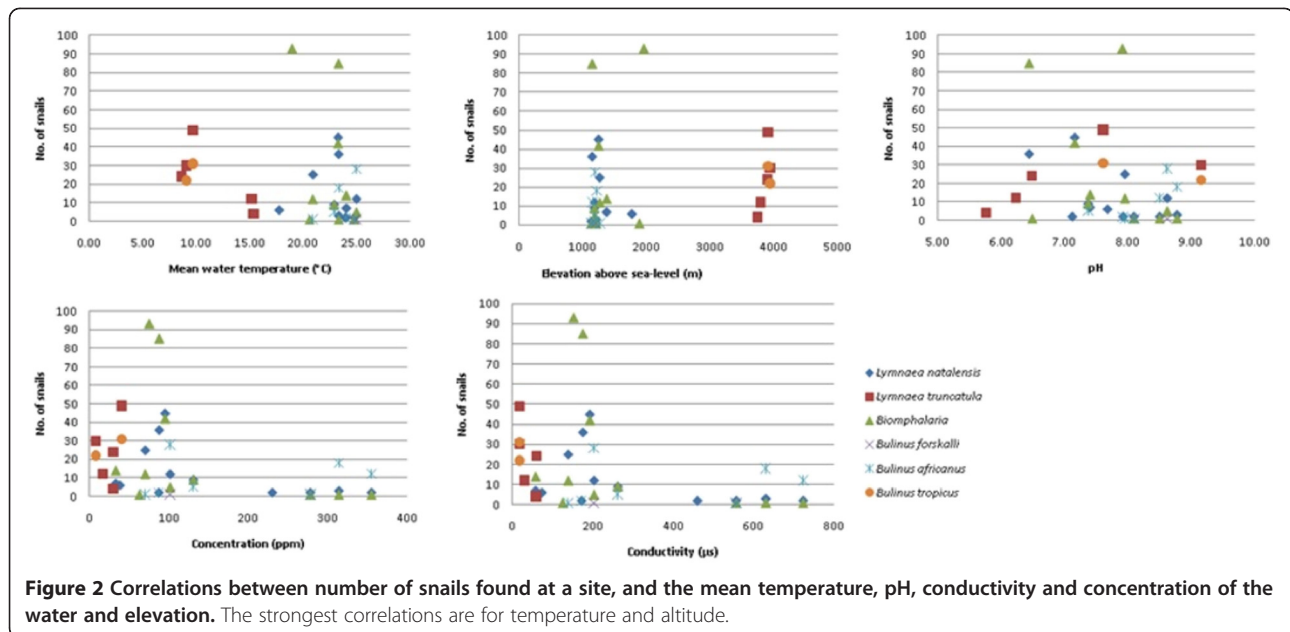 100
90
80
70
60
50
40
30
20
10
0
No. of snails
0.00 5.00 10.00 15.00 20.00 25.00 30.00
Mean water temperature (°C)
100
90
80
70
60
50
40
30
20
10
0
No. of snails
0 1000 2000 3000 4000 5000
Elevation above sea-level (m)
100
90
80
70
60
50
40
30
20
10
0
No. of snails
5.00 6.00 7.00 8.00 9.00 10.00
pH
100
90
80
70
60
50
40
30
20
10
0
No. of snails
0 100 200 300 400
Concentration (ppm)
100
90
80
70
60
50
40
30
20
10
0
No. of snails
0 200 400 600 800
Conductivity (µs)
Lymnaea natalensis
Lymnaea truncatula
Biomphalaria
Bulinus forskalli
Bulinus africanus
Bulinus tropicus
Figure 2 Correlations between number of snails found at a site, and the mean temperature, pH, conductivity and concentration of the
water and elevation. The strongest correlations are for temperature and altitude.